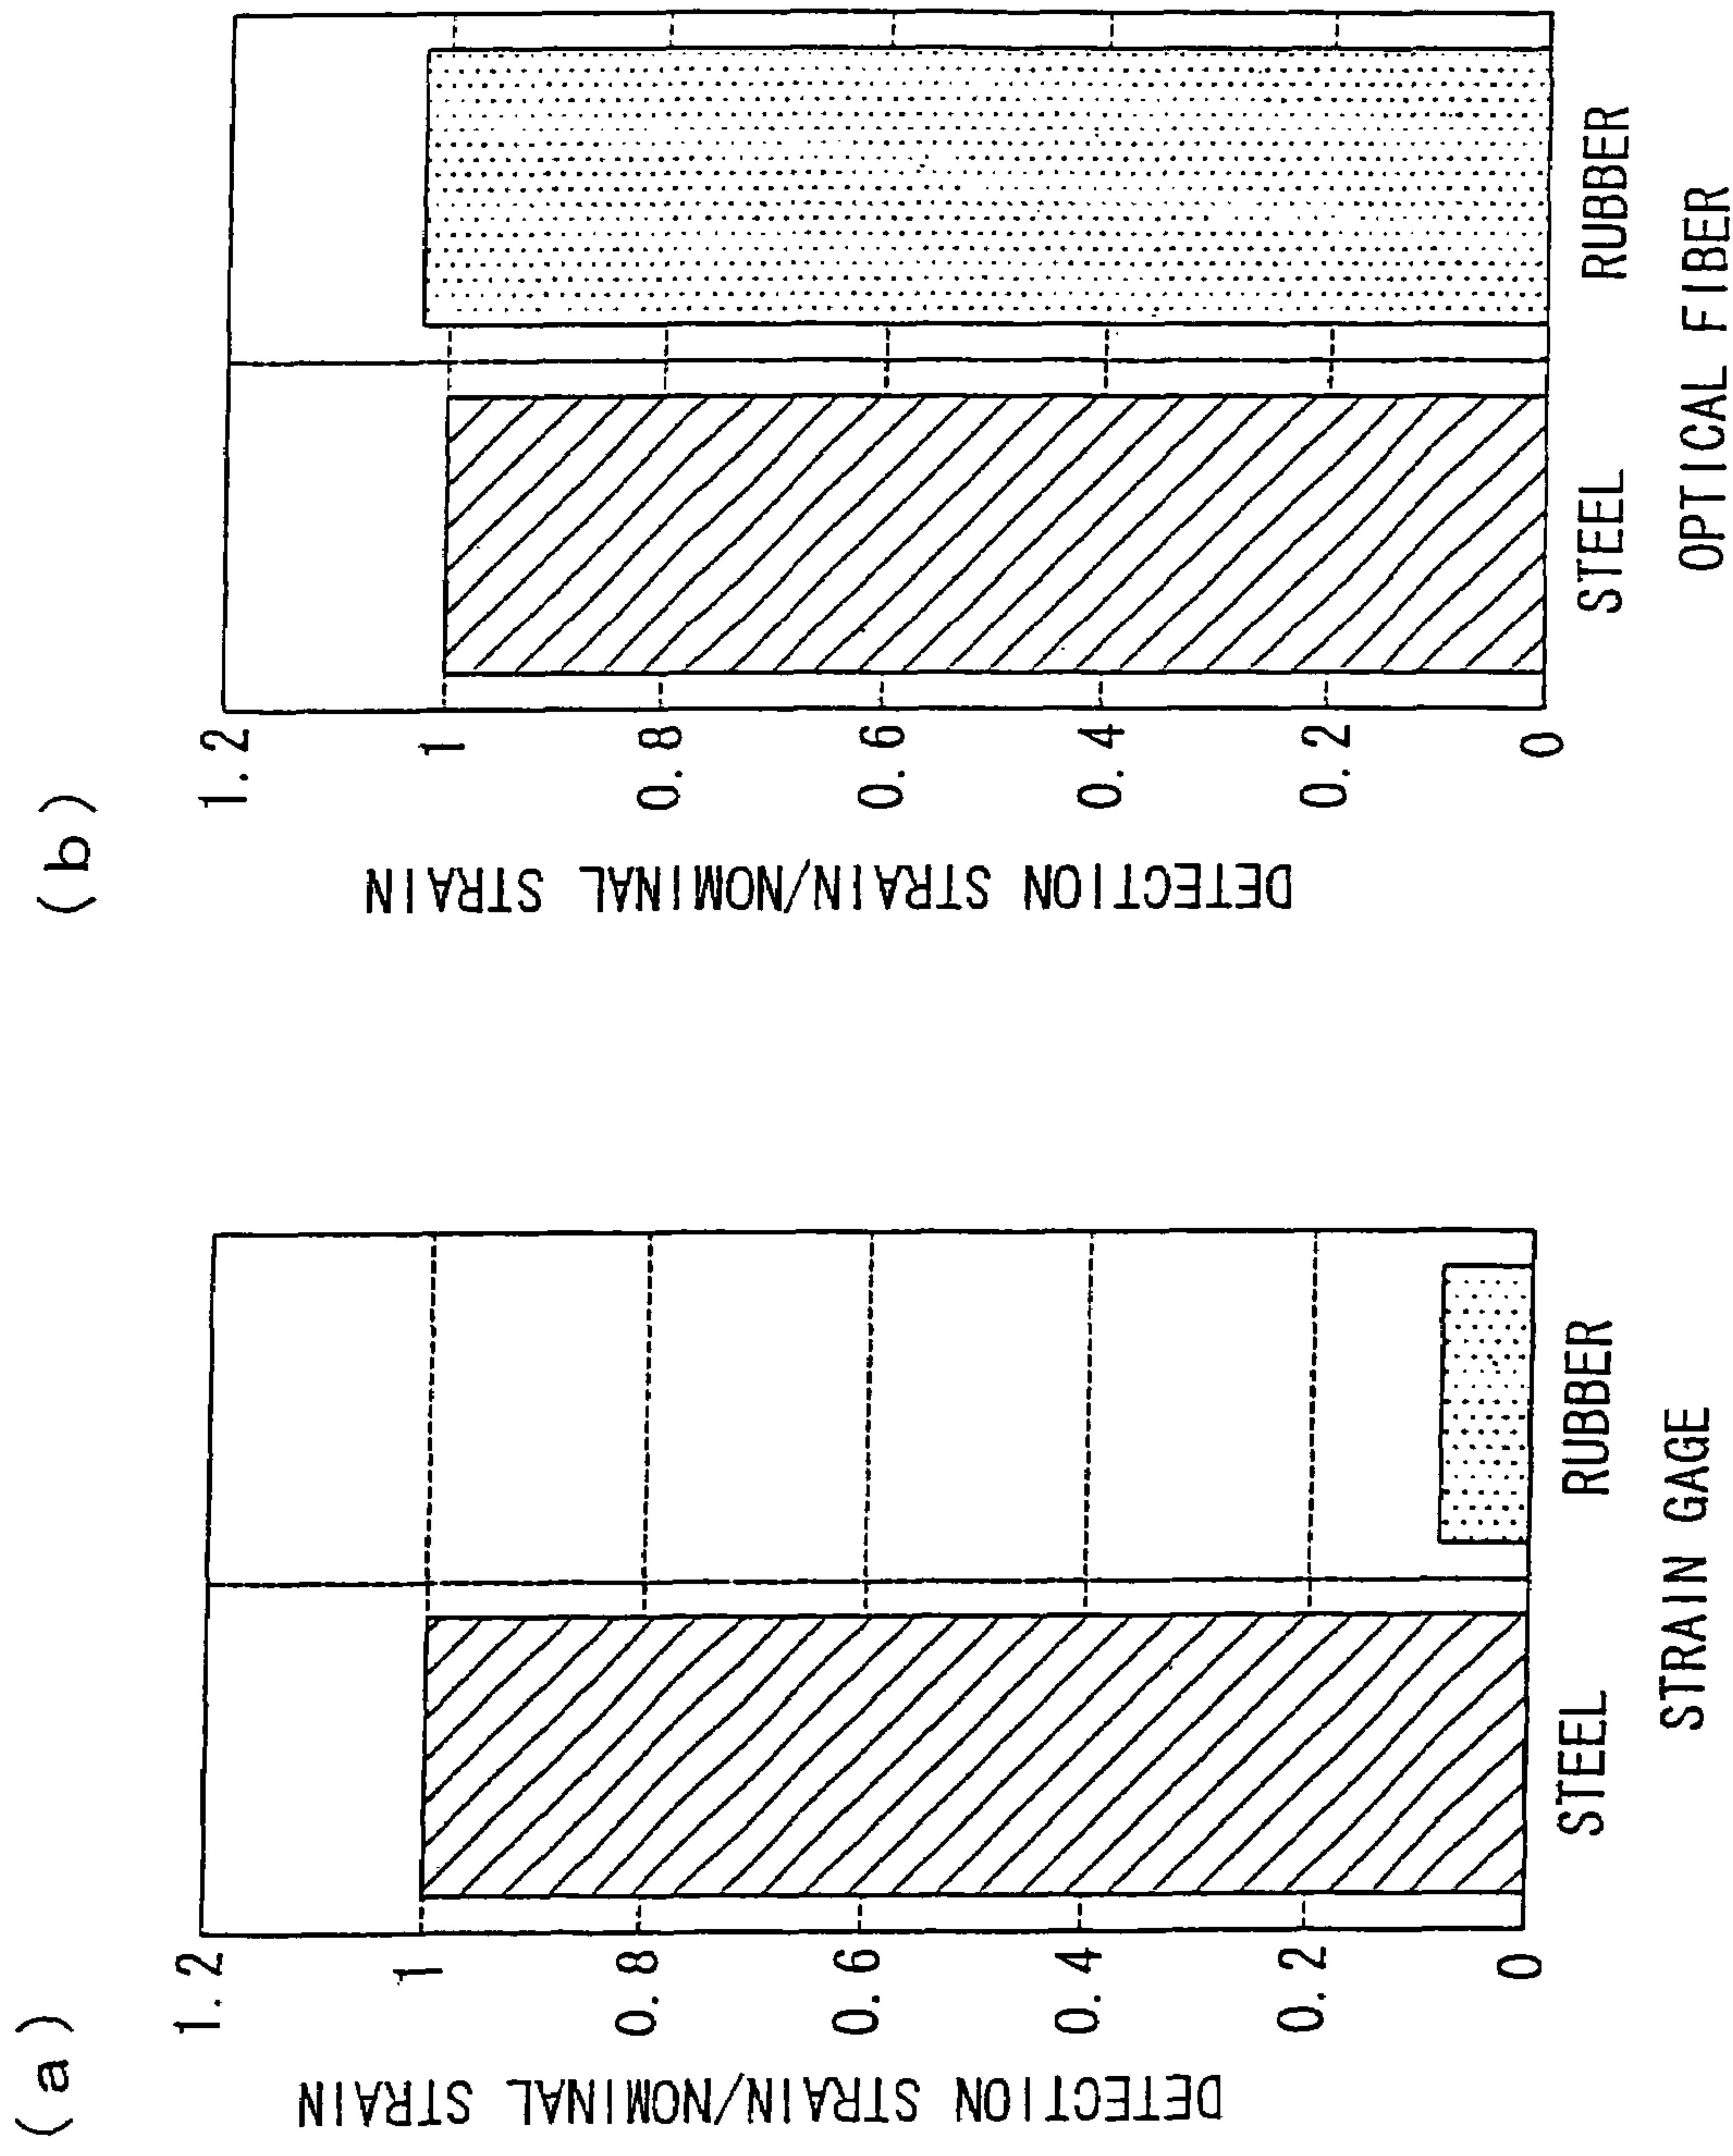 (a)
DETECTION STRAIN/NOMINAL STRAIN
1.2
1
0.8
0.6
0.4
0.2
0
STEEL
RUBBER
STRAIN GAGE
(b)
DETECTION STRAIN/NOMINAL STRAIN
1.2
1
0.8
0.6
0.4
0.2
0
STEEL
RUBBER
OPTICAL FIBER